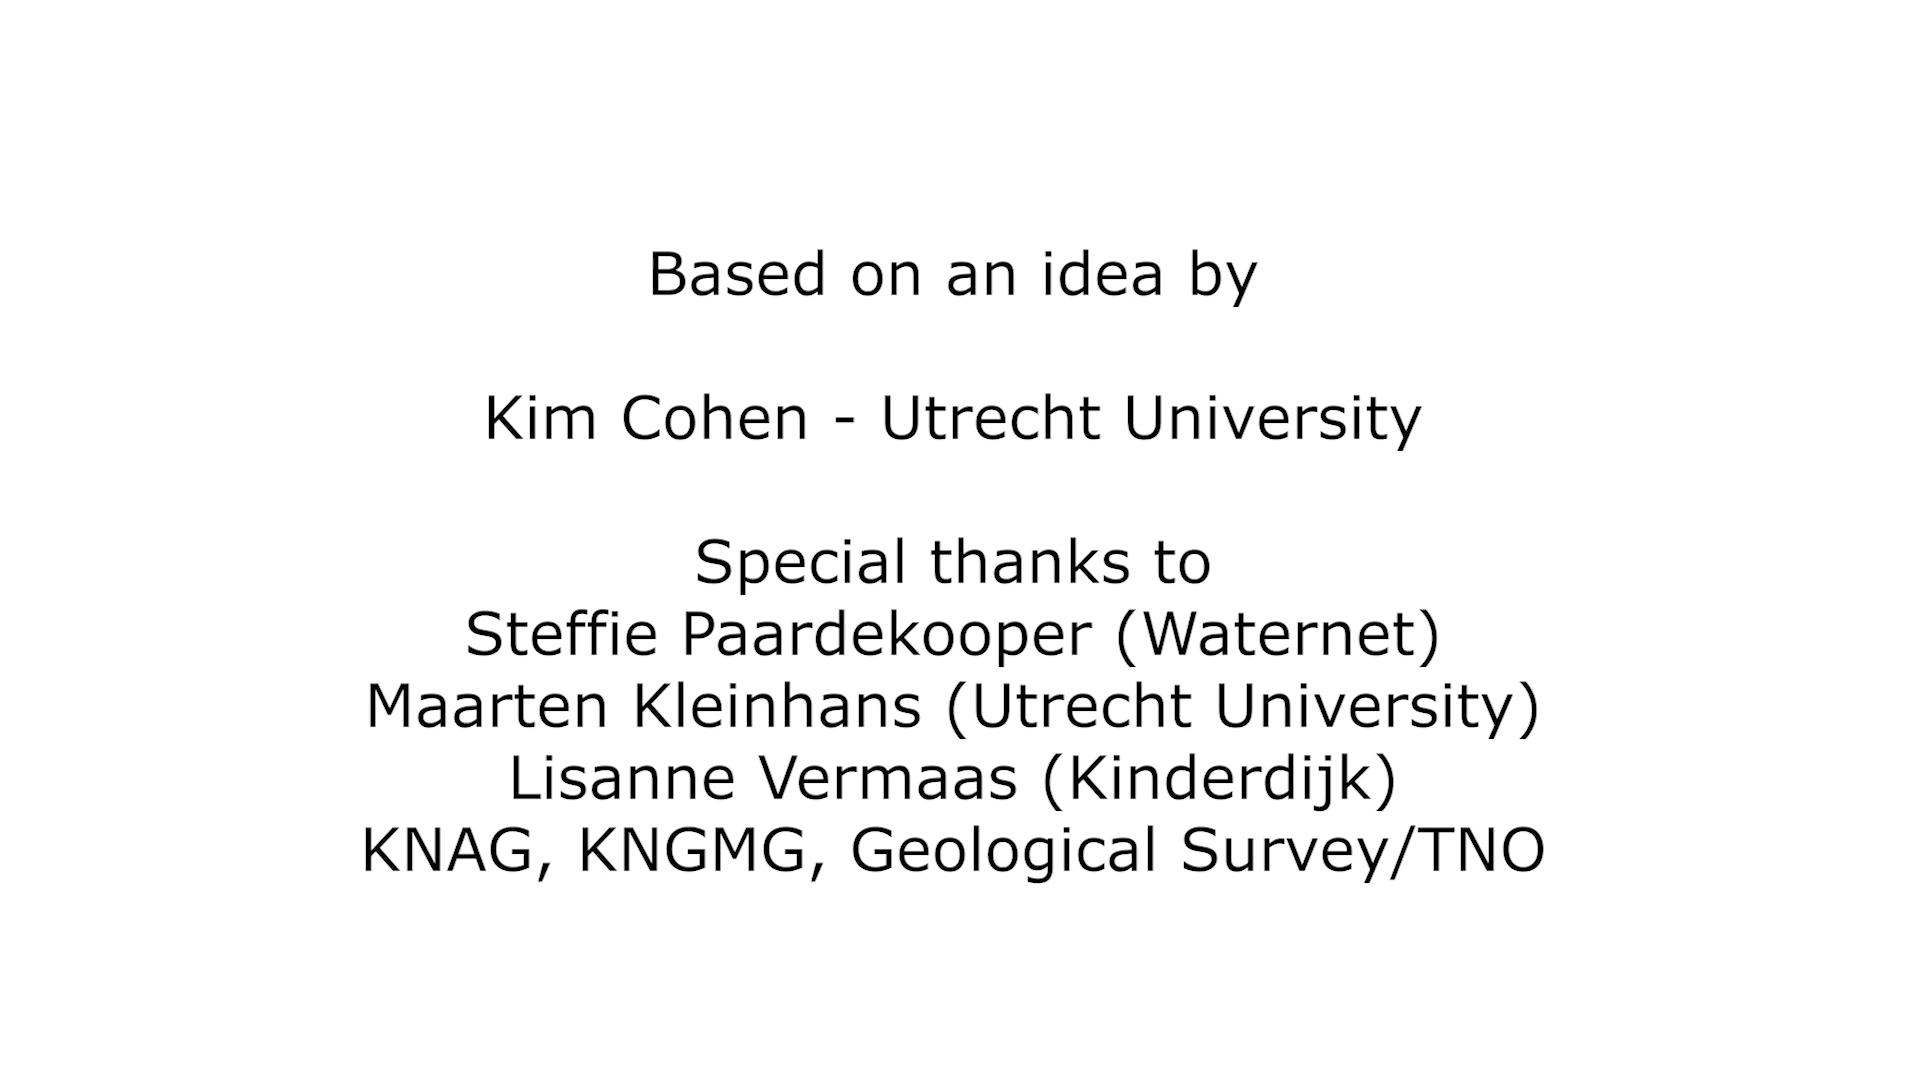 Based on an idea by
Kim Cohen - Utrecht University
Special thanks to
Steffie Paardekooper (Waternet)
Maarten Kleinhans (Utrecht University)
Lisanne Vermaas (Kinderdijk)
KNAG, KNGMG, Geological Survey/TNO